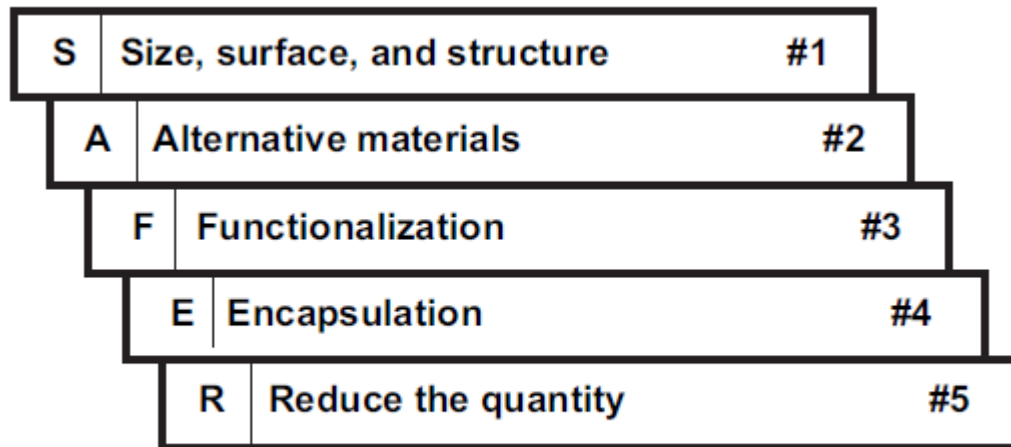 S Size, surface, and structure #1
A Alternative materials #2
F Functionalization #3
E Encapsulation #4
R Reduce the quantity #5